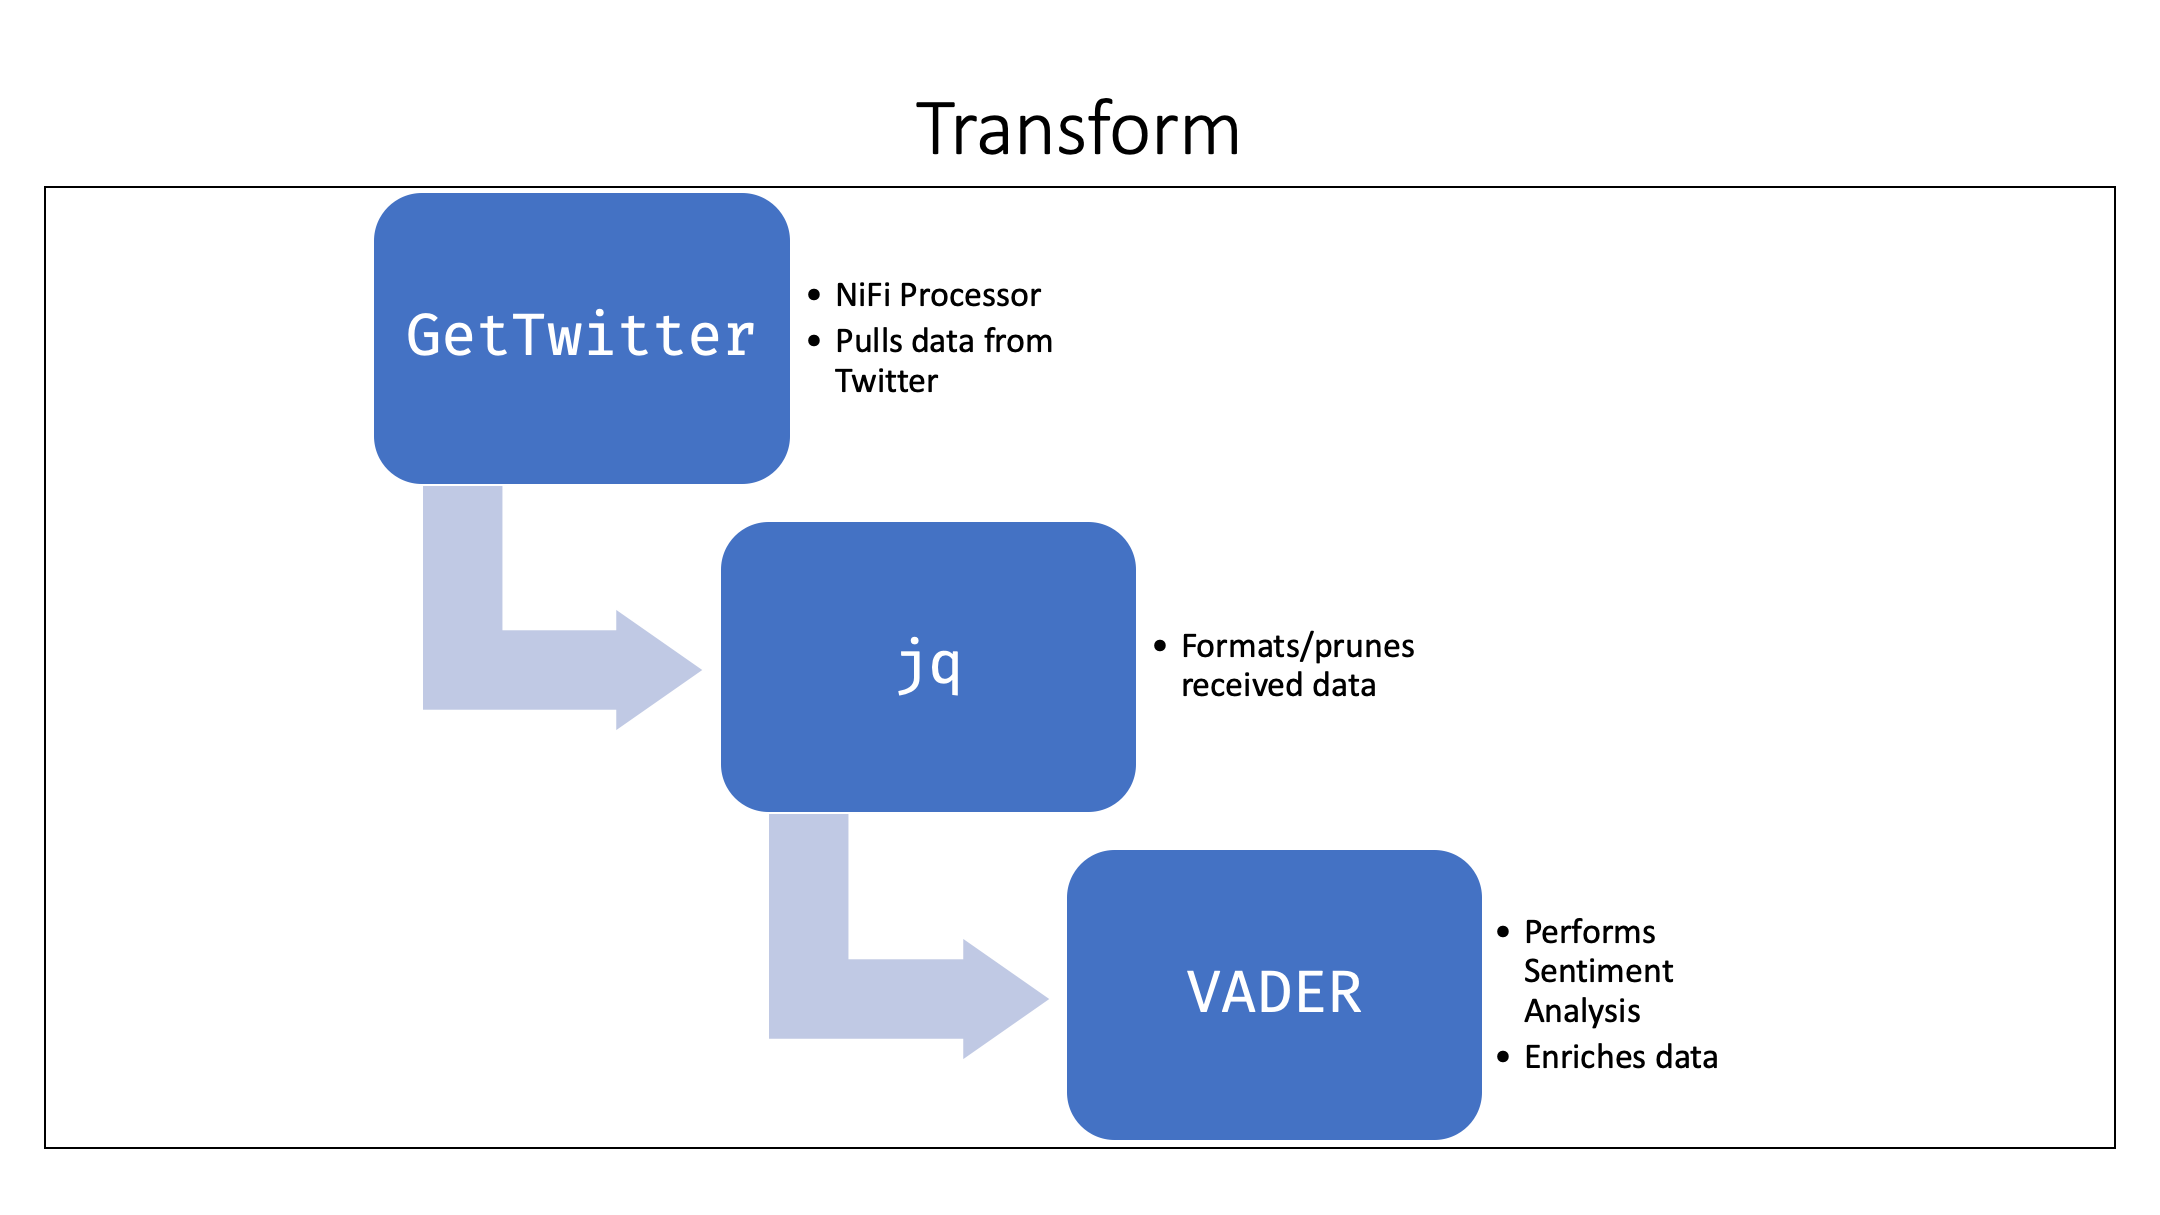 Transform
GetTwitter
• NiFi Processor
• Pulls data from
Twitter
jq
• Formats/prunes
received data
VADER
• Performs
Sentiment
Analysis
• Enriches data